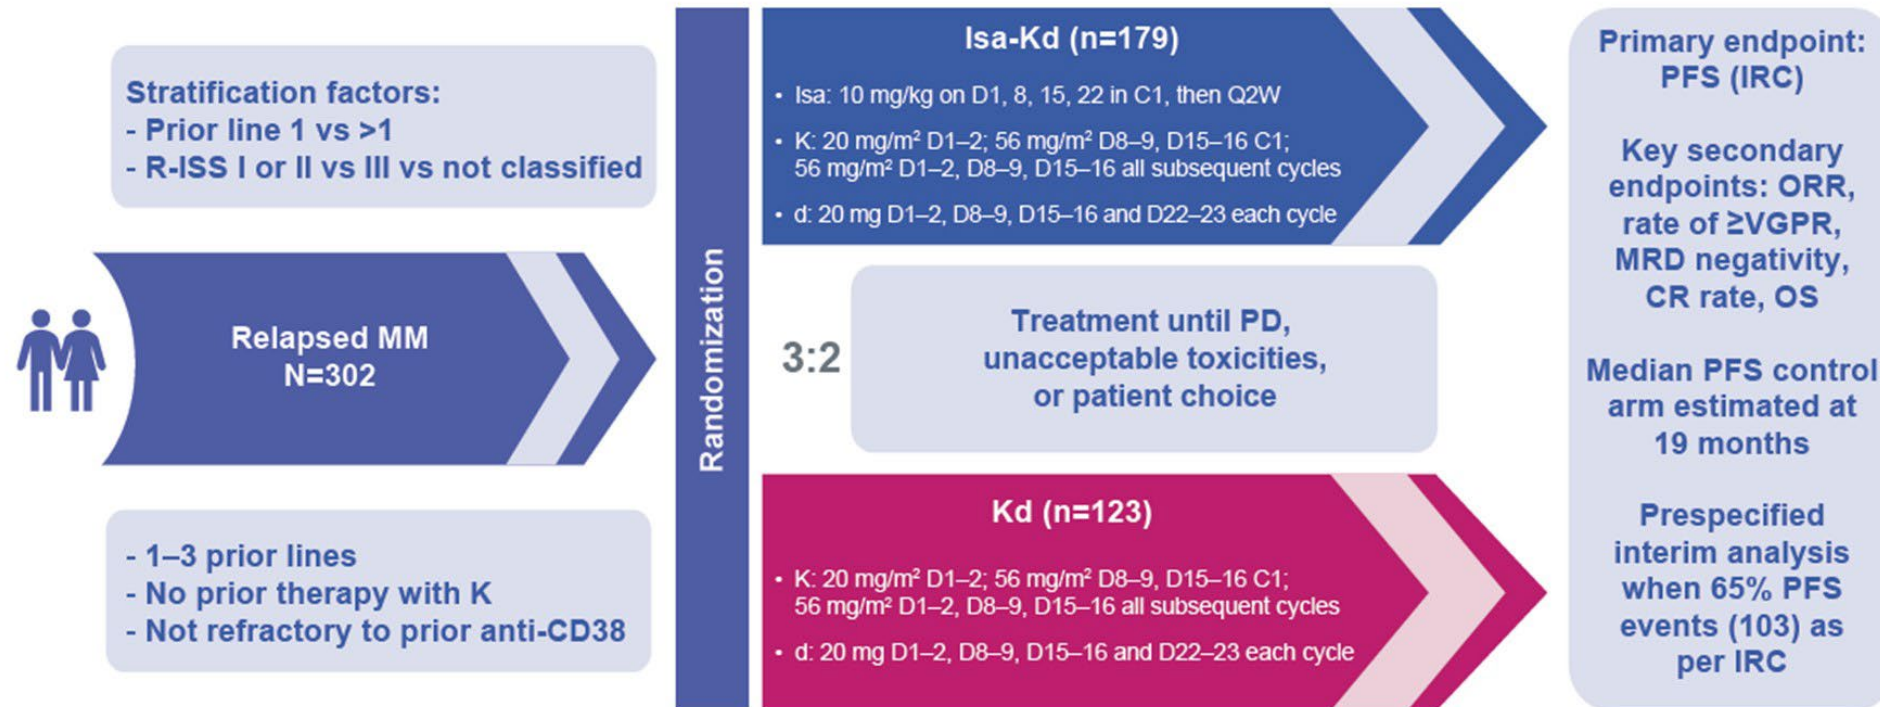 Stratification factors:
- Prior line 1 vs >1
- R-ISS I or II vs III vs not classified
Relapsed MM
N=302
- 1–3 prior lines
- No prior therapy with K
- Not refractory to prior anti-CD38
Randomization
Isa-Kd (n=179)
• Isa: 10 mg/kg on D1, 8, 15, 22 in C1, then Q2W
• K: 20 mg/m² D1–2; 56 mg/m² D8–9, D15–16 C1;
56 mg/m² D1–2, D8–9, D15–16 all subsequent cycles
• d: 20 mg D1–2, D8–9, D15–16 and D22–23 each cycle
3:2
Treatment until PD,
unacceptable toxicities,
or patient choice
Kd (n=123)
• K: 20 mg/m² D1–2; 56 mg/m² D8–9, D15–16 C1;
56 mg/m² D1–2, D8–9, D15–16 all subsequent cycles
• d: 20 mg D1–2, D8–9, D15–16 and D22–23 each cycle
Primary endpoint:
PFS (IRC)
Key secondary
endpoints: ORR,
rate of ≥VGPR,
MRD negativity,
CR rate, OS
Median PFS control
arm estimated at
19 months
Prespecified
interim analysis
when 65% PFS
events (103) as
per IRC